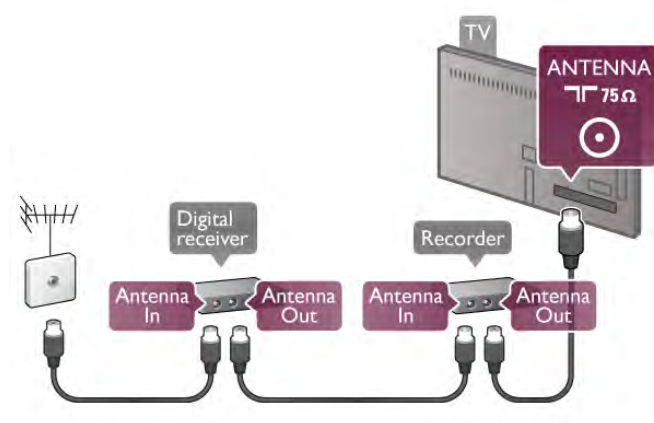 TV
ANTENNA
75 Ω
Digital
receiver
Recorder
Antenna
In
Antenna
Out
Antenna
In
Antenna
Out